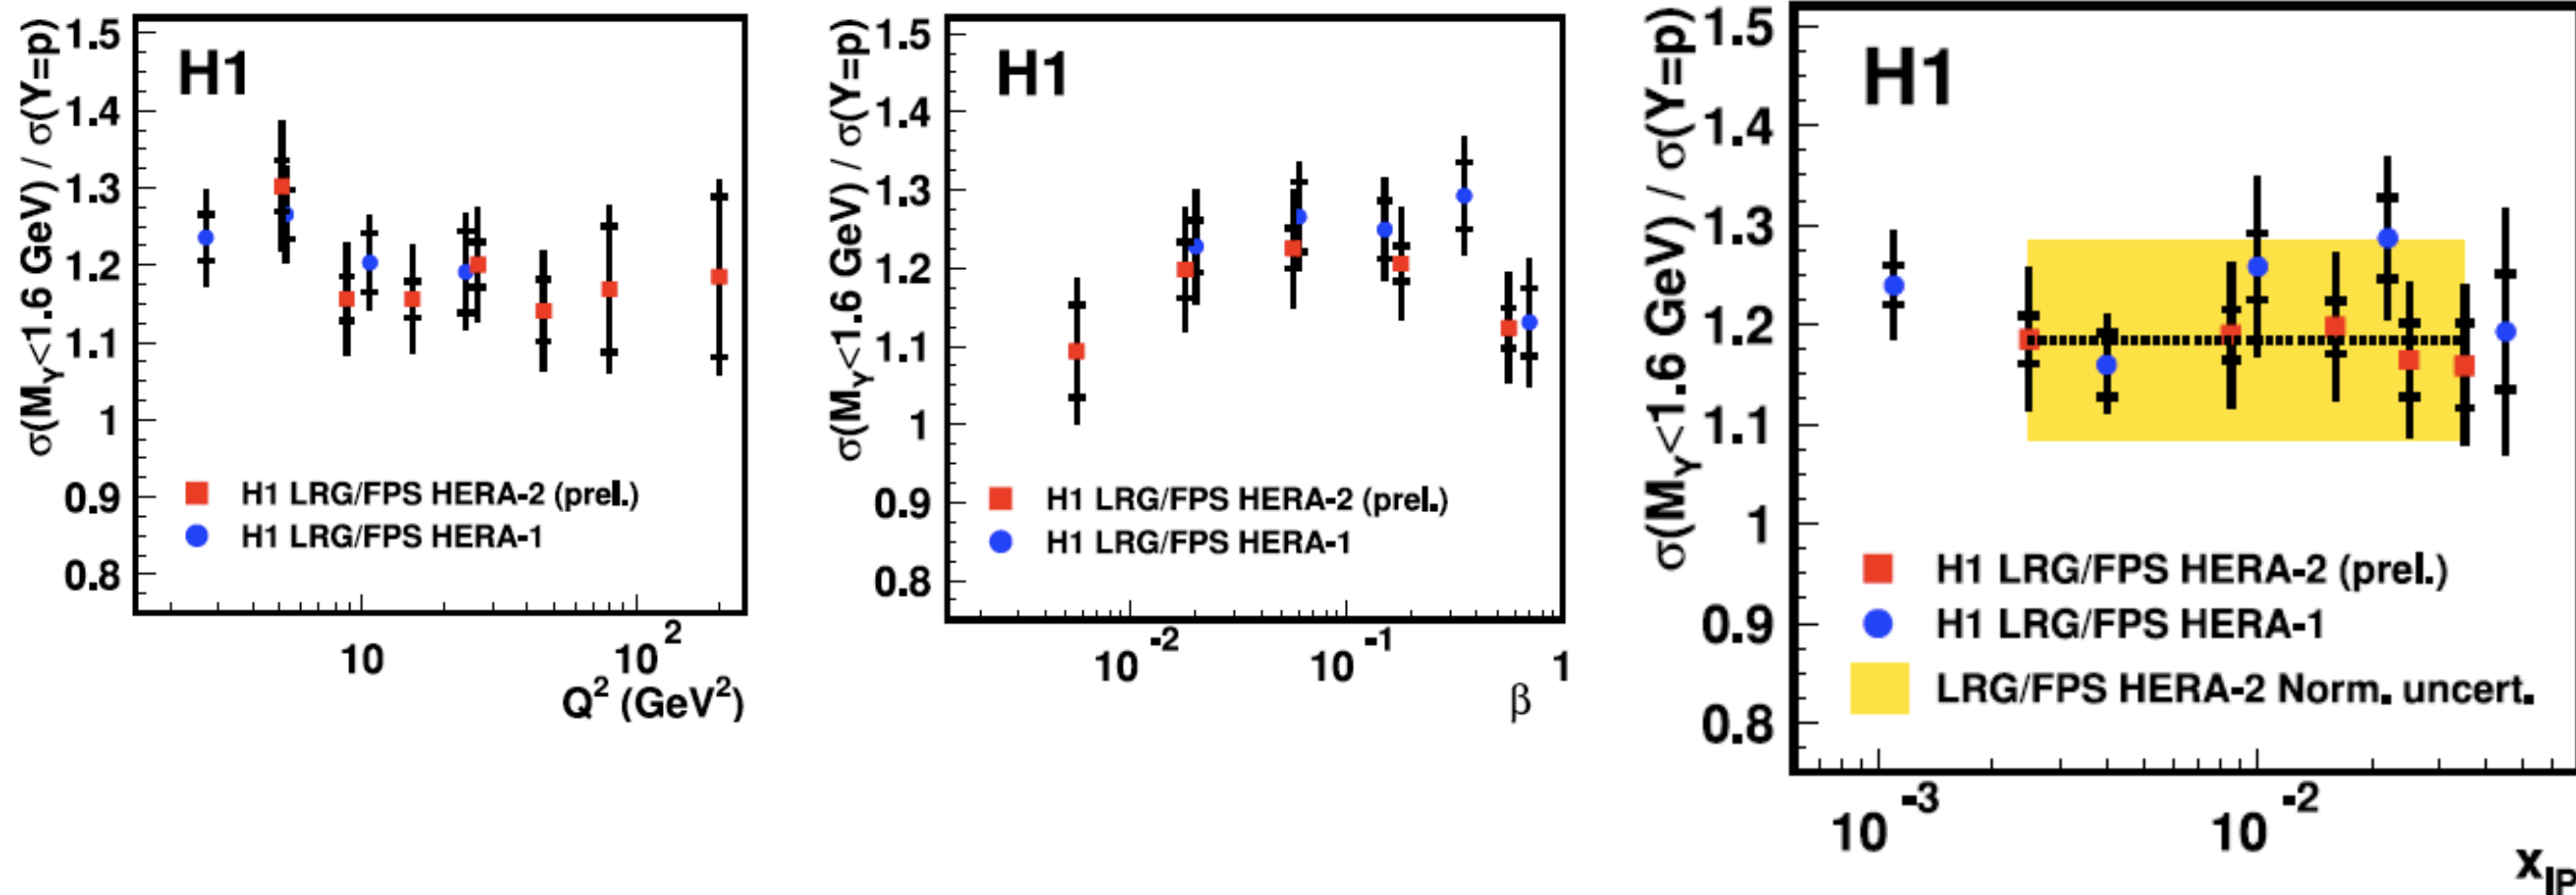 H1
σ(M_Y<1.6 GeV) / σ(Y=p)
1.5
1.4
1.3
1.2
1.1
1
0.9
0.8
H1 LRG/FPS HERA-2 (prel.)
H1 LRG/FPS HERA-1
10
10^2
Q^2 (GeV^2)
H1
σ(M_Y<1.6 GeV) / σ(Y=p)
1.5
1.4
1.3
1.2
1.1
1
0.9
0.8
H1 LRG/FPS HERA-2 (prel.)
H1 LRG/FPS HERA-1
10^-2
10^-1
1
β
H1
σ(M_Y<1.6 GeV) / σ(Y=p)
1.5
1.4
1.3
1.2
1.1
1
0.9
0.8
H1 LRG/FPS HERA-2 (prel.)
H1 LRG/FPS HERA-1
LRG/FPS HERA-2 Norm. uncert.
10^-3
10^-2
x_IP